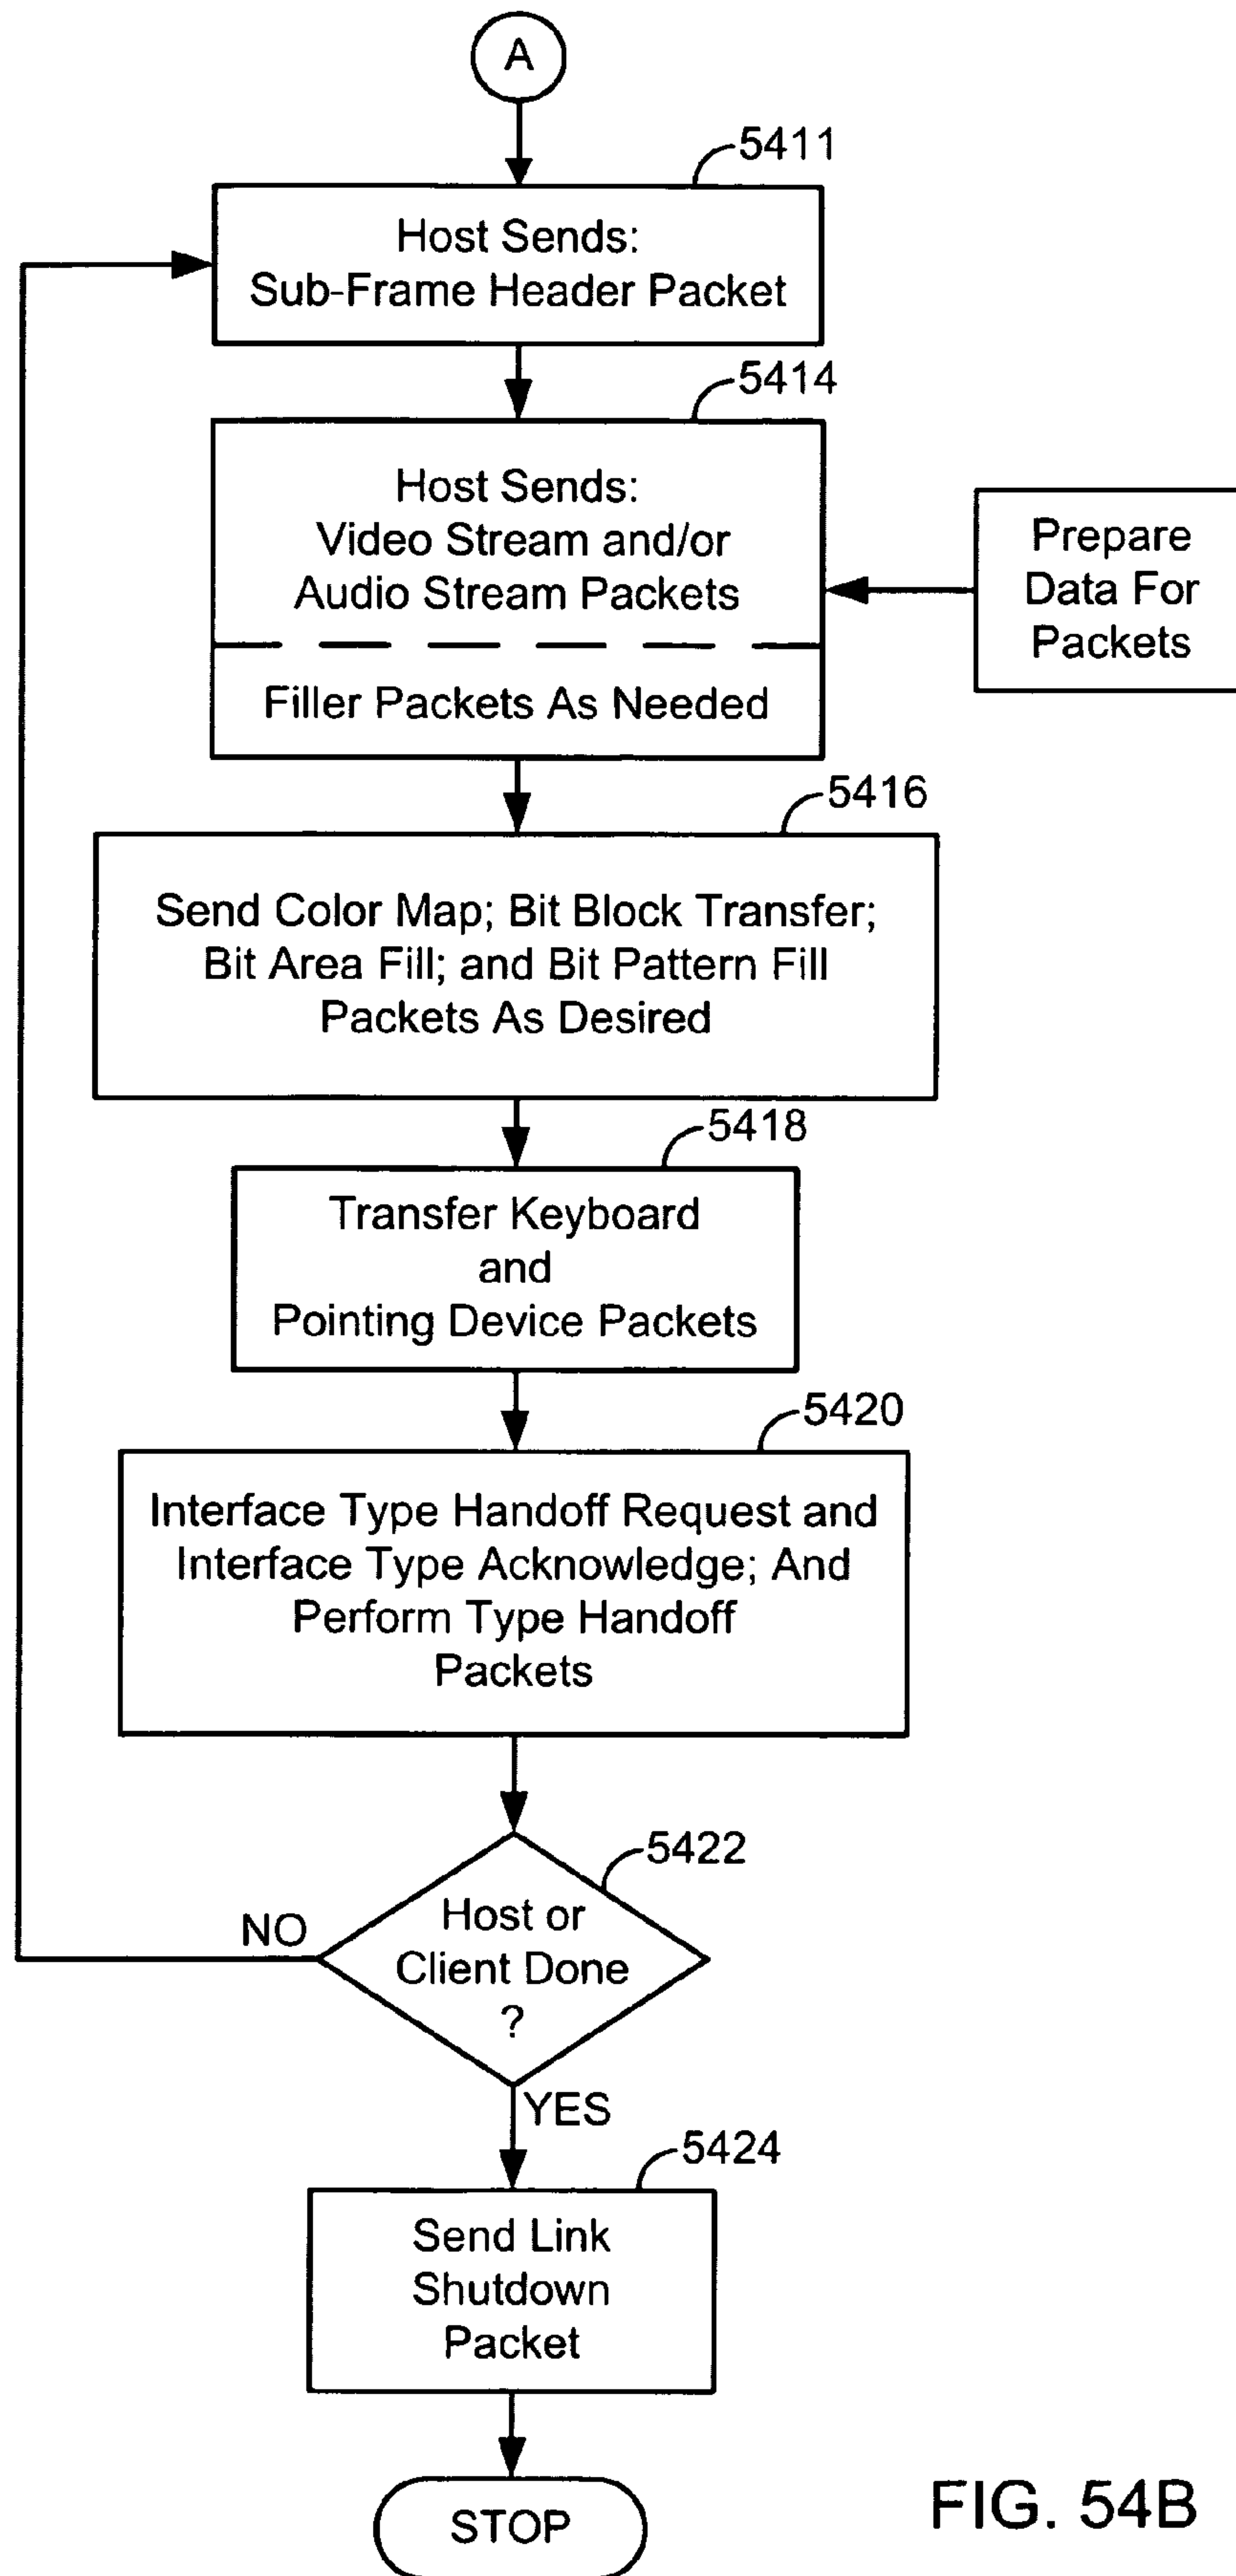 A
5411
Host Sends:
Sub-Frame Header Packet
5414
Host Sends:
Video Stream and/or
Audio Stream Packets
Filler Packets As Needed
Prepare
Data For
Packets
5416
Send Color Map; Bit Block Transfer;
Bit Area Fill; and Bit Pattern Fill
Packets As Desired
5418
Transfer Keyboard
and
Pointing Device Packets
5420
Interface Type Handoff Request and
Interface Type Acknowledge; And
Perform Type Handoff
Packets
5422
Host or
Client Done
?
NO
YES
5424
Send Link
Shutdown
Packet
STOP
FIG. 54B